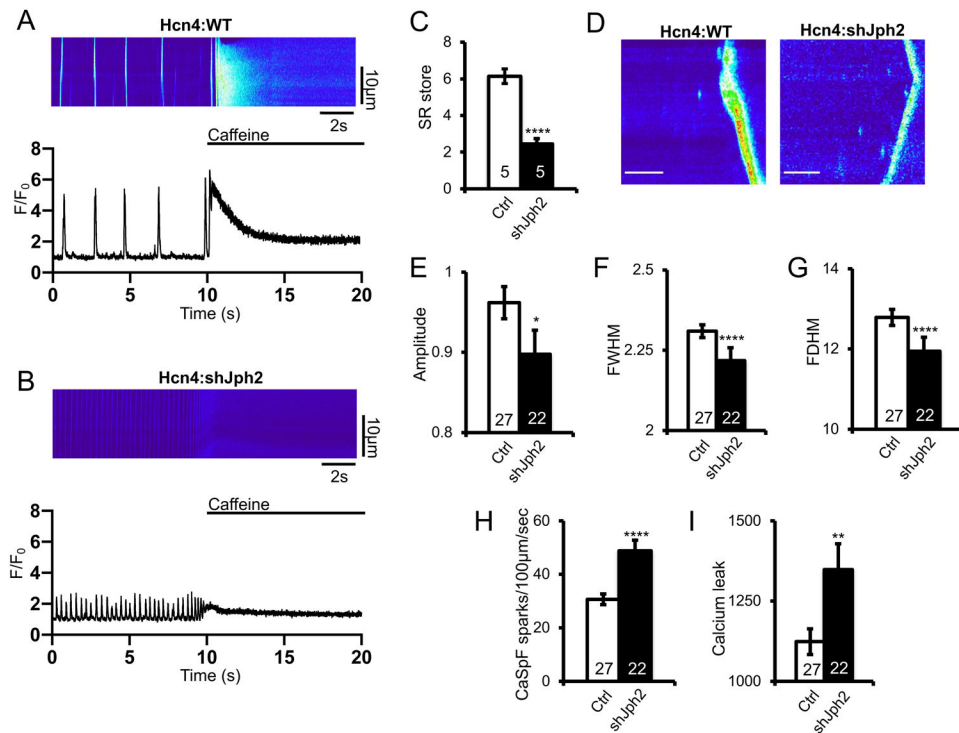 A
Hcn4:WT
10µm
2s
Caffeine
F/F0
8
6
4
2
0
0 5 10 15 20
Time (s)
B
Hcn4:shJph2
10µm
2s
Caffeine
F/F0
8
6
4
2
0
0 5 10 15 20
Time (s)
C
SR store
8
6
4
2
0
****
5 5
Ctrl shJph2
D
Hcn4:WT Hcn4:shJph2
E
Amplitude
1
0.9
0.8
*
27 22
Ctrl shJph2
F
FWHM
2.5
2.25
2
****
27 22
Ctrl shJph2
G
FDHM
14
12
10
****
27 22
Ctrl shJph2
H
CaSpF sparks/100µm/sec
60
40
20
0
****
27 22
Ctrl shJph2
I
Calcium leak
1500
1250
1000
**
27 22
Ctrl shJph2